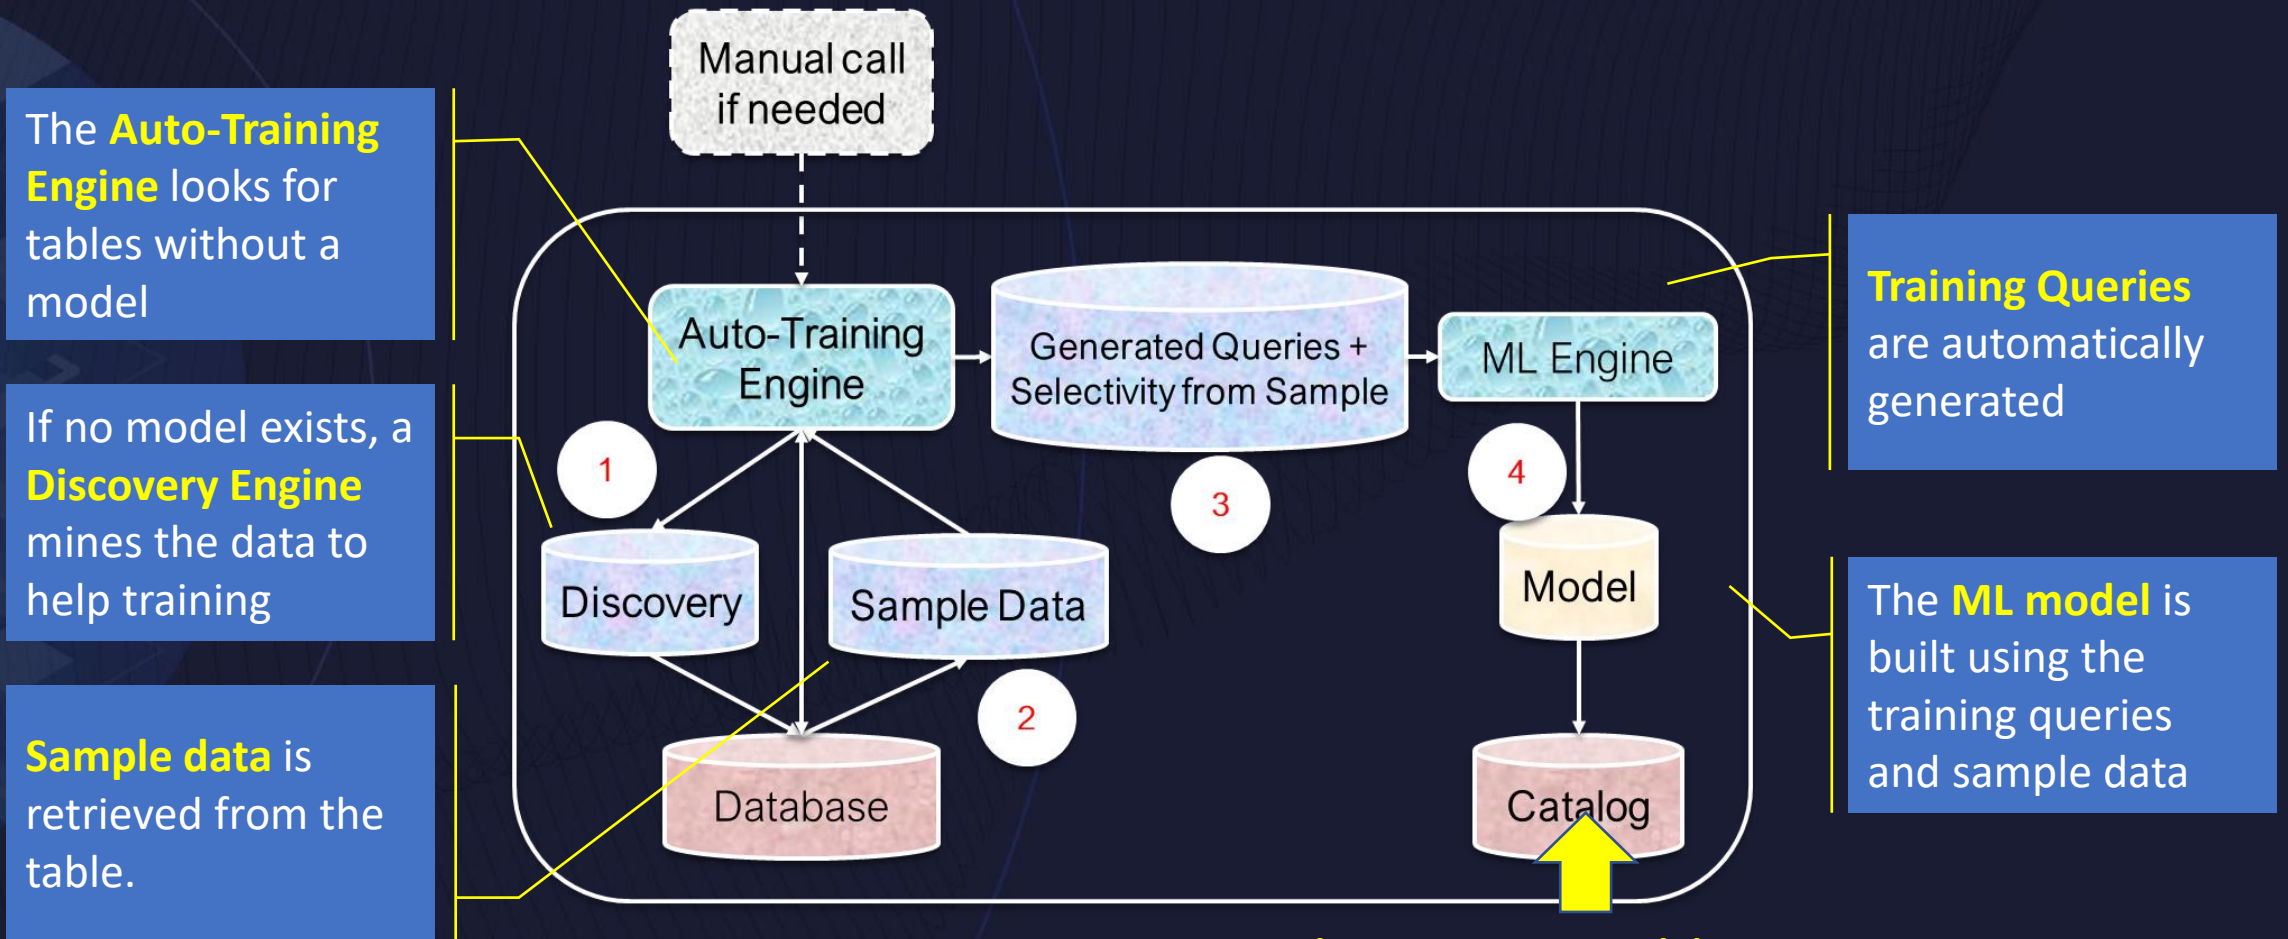 Manual call
if needed
The Auto-Training
Engine looks for
tables without a
model
If no model exists, a
Discovery Engine
mines the data to
help training
Sample data is
retrieved from the
table.
Auto-Training
Engine
Generated Queries +
Selectivity from Sample
ML Engine
1
3
4
Discovery
Sample Data
Model
2
Database
Catalog
Training Queries
are automatically
generated
The ML model is
built using the
training queries
and sample data